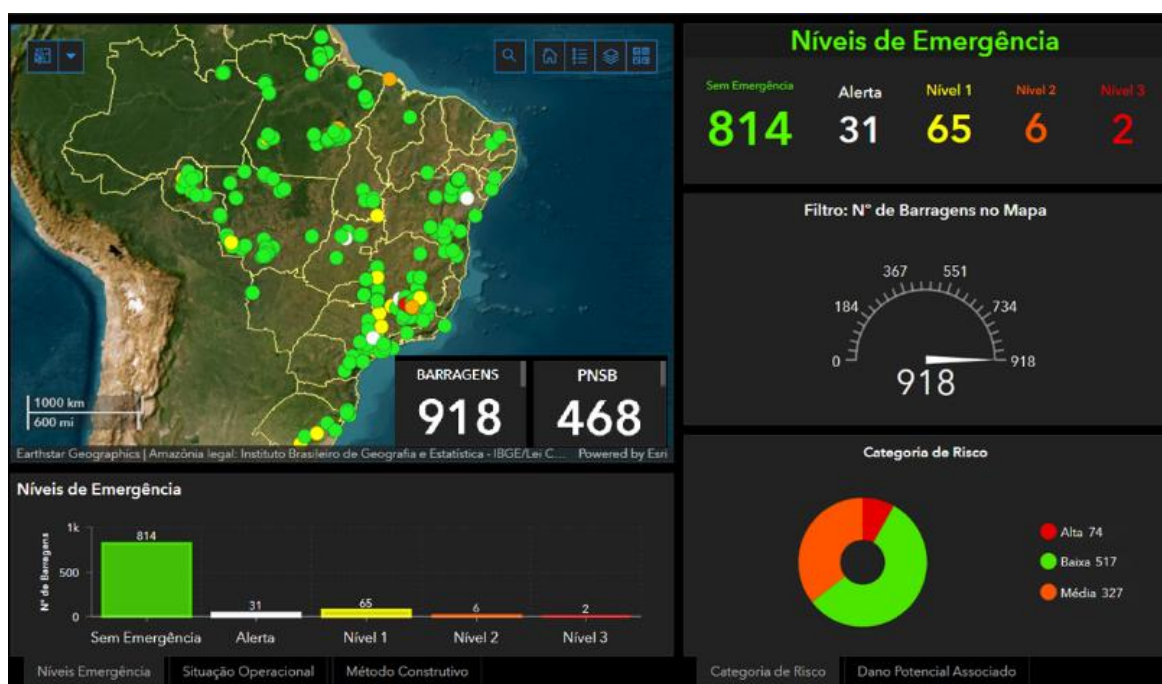 BARRAGENS
918
PNSB
468
1000 km
600 mi
Earthstar Geographics | Amazônia legal: Instituto Brasileiro de Geografia e Estatística - IBGE/Lei C... Powered by Esri
Níveis de Emergência
Nº de Barragens
1k
500
0
814
31
65
6
2
Sem Emergência
Alerta
Nível 1
Nível 2
Nível 3
Níveis Emergência
Situação Operacional
Método Construtivo
Níveis de Emergência
Sem Emergência
814
Alerta
31
Nível 1
65
Nível 2
6
Nível 3
2
Filtro: Nº de Barragens no Mapa
0
184
367
551
734
918
918
Categoria de Risco
Alta 74
Baixa 517
Média 327
Categoria de Risco
Dano Potencial Associado